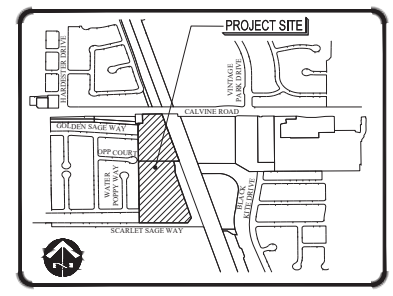 PROJECT SITE
HARDESTER DRIVE
VINTAGE
PARK DRIVE
CALVINE ROAD
GOLDEN SAGE WAY
OPP COURT
WATER
POPPY WAY
BLACK
KITE DRIVE
SCARLET SAGE WAY
N